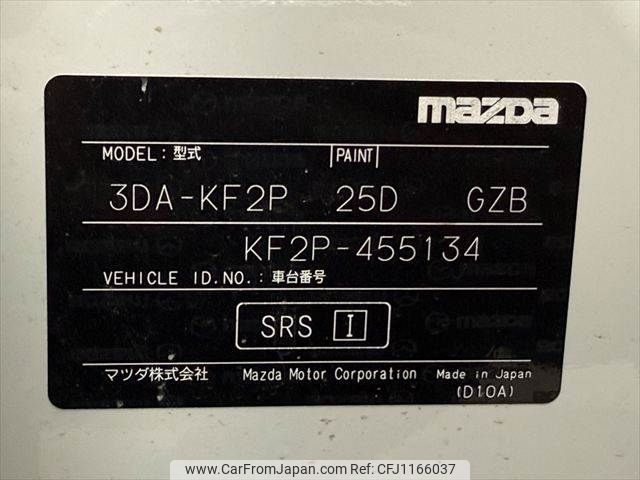 mazda
MODEL: 型式 PAINT
3DA-KF2P 25D GZB
KF2P-455134
VEHICLE ID.NO.: 車台番号
SRS I
マツダ株式会社 Mazda Motor Corporation Made in Japan
(D10A)
www.CarFromJapan.com | CFJ1166037